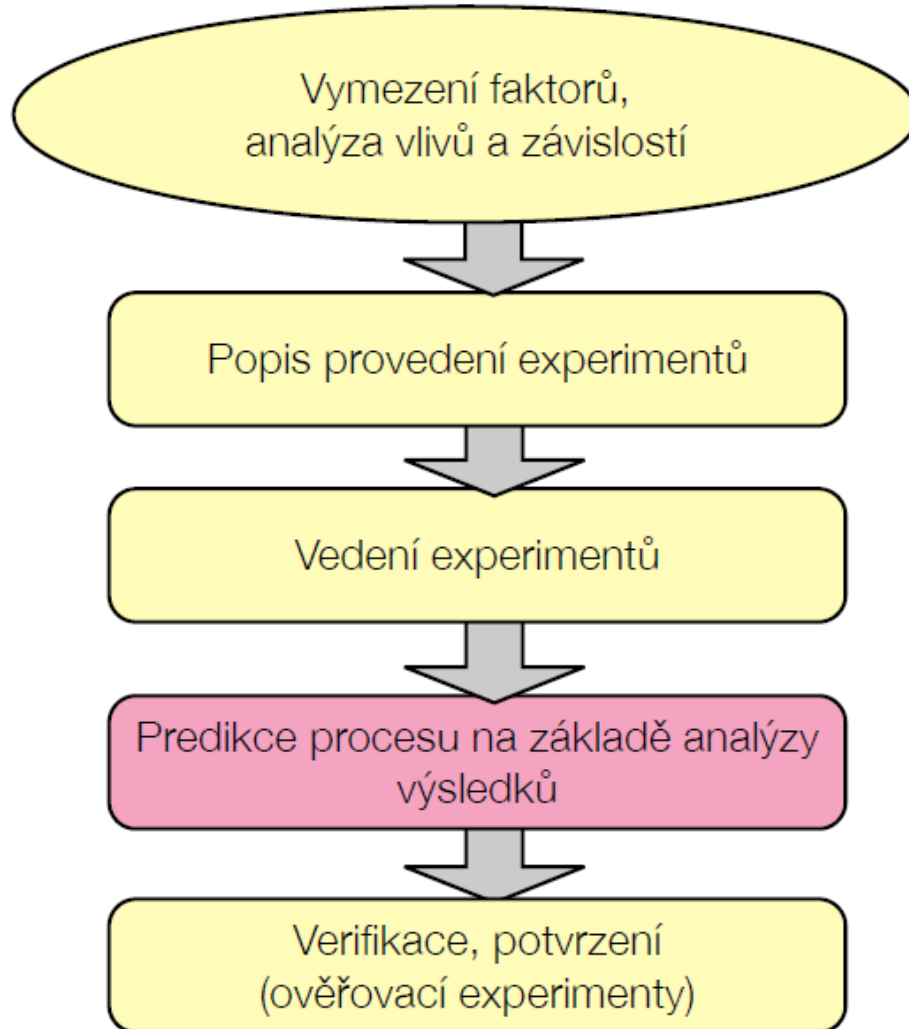 Vymezení faktorů,
analýza vlivů a závislostí
Popis provedení experimentů
Vedení experimentů
Predikce procesu na základě analýzy
výsledků
Verifikace, potvrzení
(ověřovací experimenty)